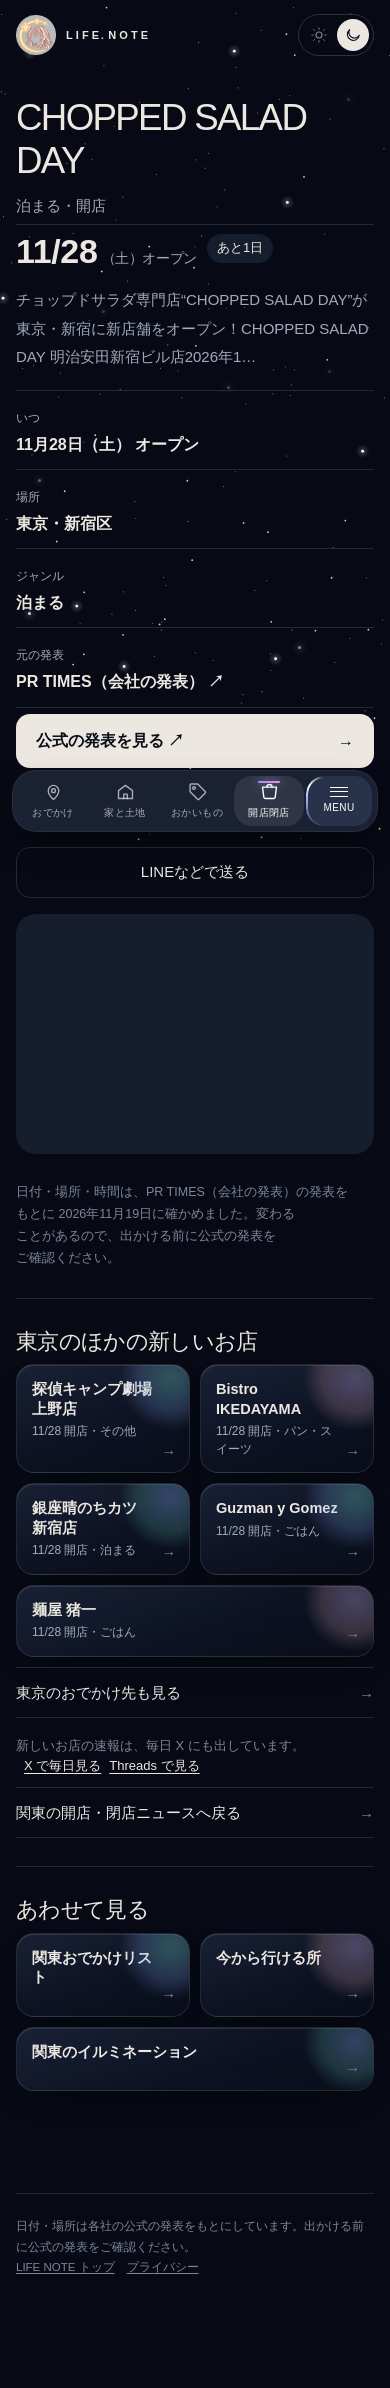 LIFE.NOTE
CHOPPED SALAD
DAY
泊まる・開店
11/28 （土）オープン あと1日
チョップドサラダ専門店“CHOPPED SALAD DAY”が
東京・新宿に新店舗をオープン！CHOPPED SALAD
DAY 明治安田新宿ビル店2026年1…
いつ
11月28日（土） オープン
場所
東京・新宿区
ジャンル
泊まる
元の発表
PR TIMES（会社の発表） ↗
公式の発表を見る ↗ →
おでかけ 家と土地 おかいもの 開店閉店 MENU
LINEなどで送る
日付・場所・時間は、PR TIMES（会社の発表）の発表を
もとに 2026年11月19日に確かめました。変わる
ことがあるので、出かける前に公式の発表を
ご確認ください。
東京のほかの新しいお店
探偵キャンプ劇場
上野店
11/28 開店・その他
→
Bistro
IKEDAYAMA
11/28 開店・パン・ス
イーツ
→
銀座晴のちカツ
新宿店
11/28 開店・泊まる
→
Guzman y Gomez
11/28 開店・ごはん
→
麺屋 猪一
11/28 開店・ごはん
→
東京のおでかけ先も見る →
新しいお店の速報は、毎日 X にも出しています。
X で毎日見る Threads で見る
関東の開店・閉店ニュースへ戻る →
あわせて見る
関東おでかけリス
ト
→
今から行ける所
→
関東のイルミネーション
→
日付・場所は各社の公式の発表をもとにしています。出かける前
に公式の発表をご確認ください。
LIFE NOTE トップ プライバシー